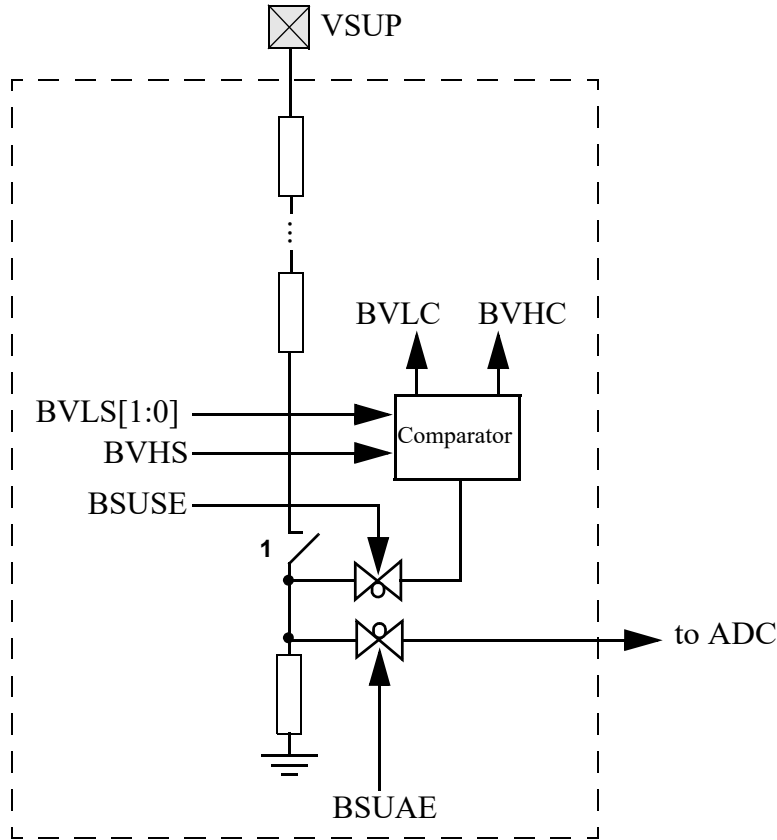 VSUP
BVLC BVHC
BVLS[1:0]
Comparator
BVHS
BSUSE
1
to ADC
BSUAE